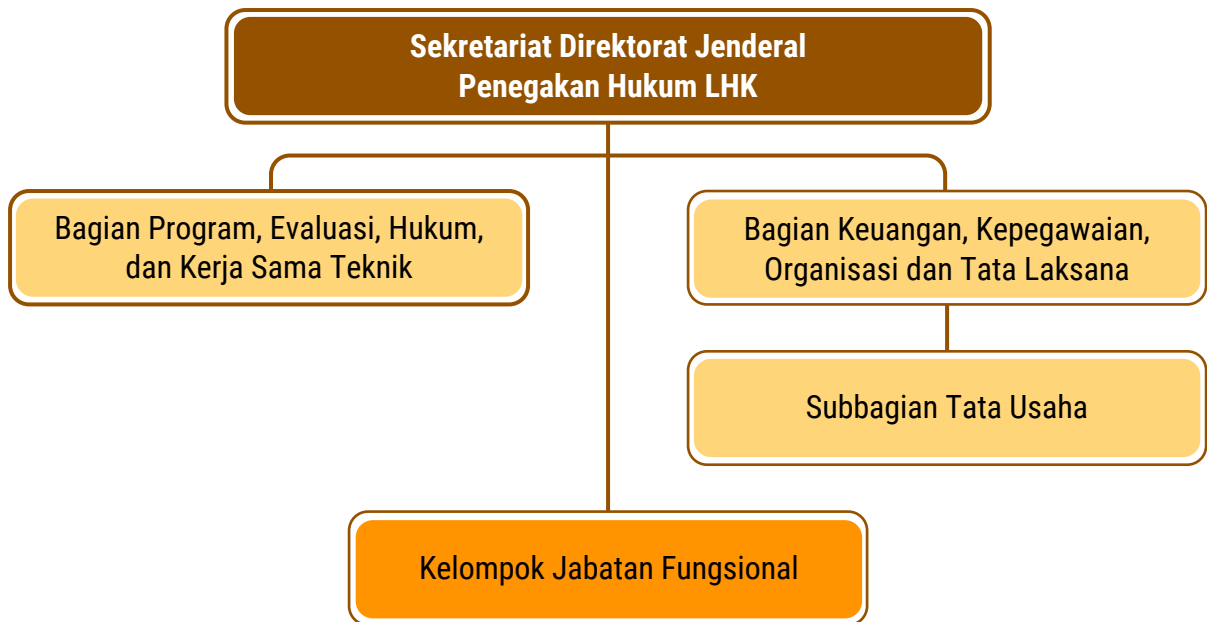 Sekretariat Direktorat Jenderal
Penegakan Hukum LHK
Bagian Program, Evaluasi, Hukum,
dan Kerja Sama Teknik
Bagian Keuangan, Kepegawaian,
Organisasi dan Tata Laksana
Subbagian Tata Usaha
Kelompok Jabatan Fungsional